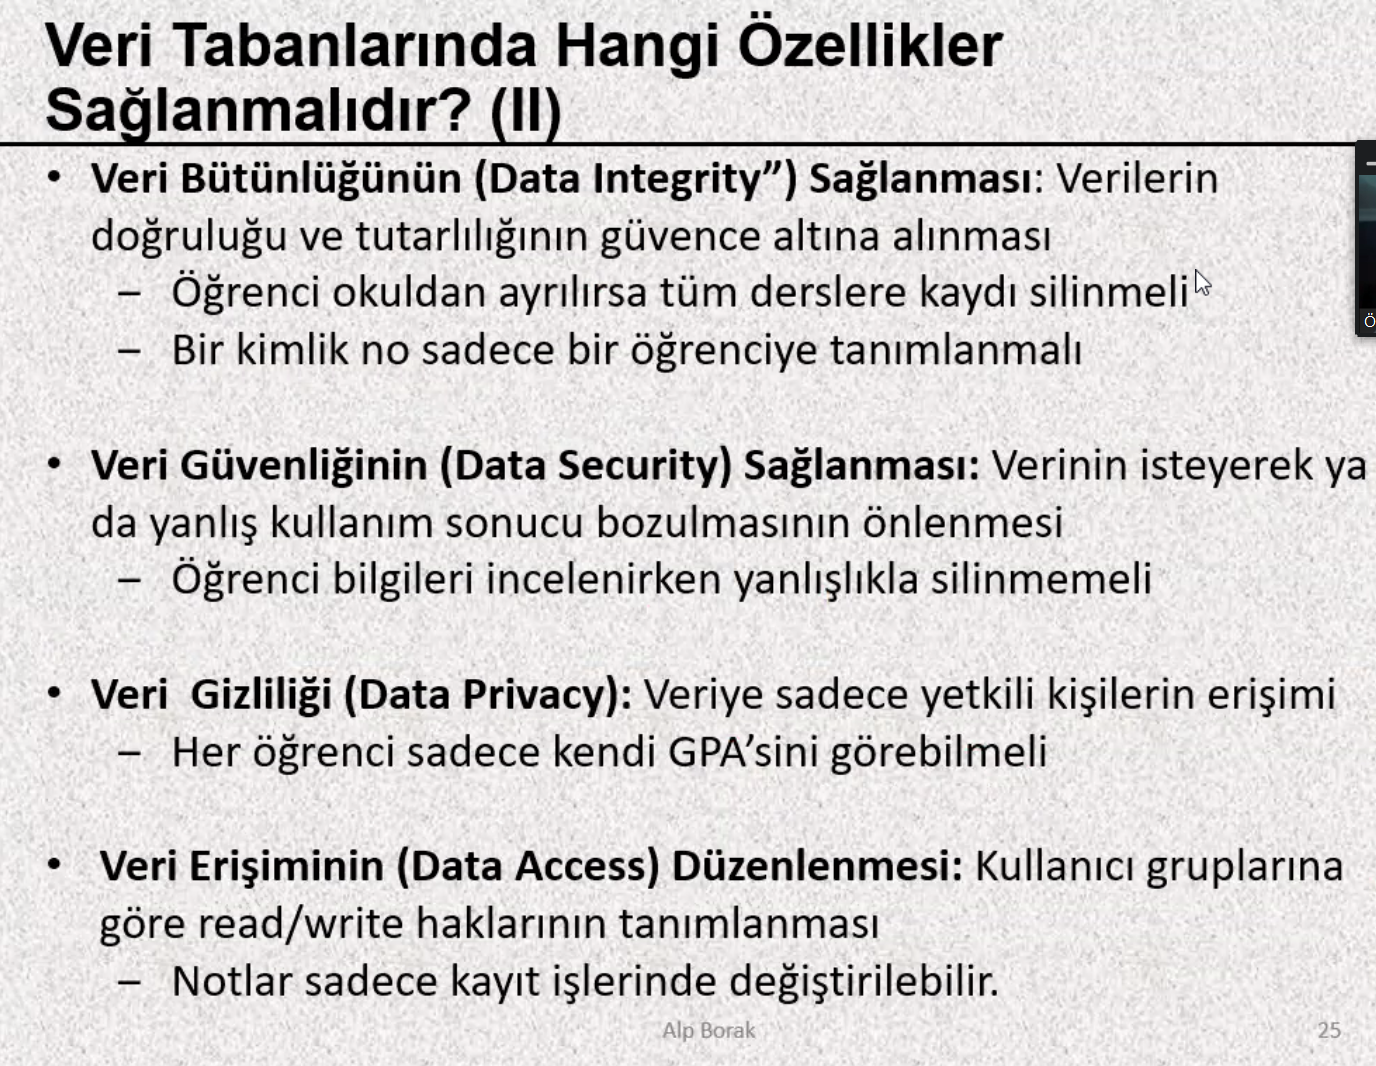 Veri Tabanlarında Hangi Özellikler
Sağlanmalıdır? (II)
• Veri Bütünlüğünün (Data Integrity”) Sağlanması: Verilerin
doğruluğu ve tutarlılığının güvence altına alınması
– Öğrenci okuldan ayrılırsa tüm derslere kaydı silinmeli
– Bir kimlik no sadece bir öğrenciye tanımlanmalı
• Veri Güvenliğinin (Data Security) Sağlanması: Verinin isteyerek ya
da yanlış kullanım sonucu bozulmasının önlenmesi
– Öğrenci bilgileri incelenirken yanlışlıkla silinmemeli
• Veri Gizliliği (Data Privacy): Veriye sadece yetkili kişilerin erişimi
– Her öğrenci sadece kendi GPA’sini görebilmeli
• Veri Erişiminin (Data Access) Düzenlenmesi: Kullanıcı gruplarına
göre read/write haklarının tanımlanması
– Notlar sadece kayıt işlerinde değiştirilebilir.
Alp Borak
25